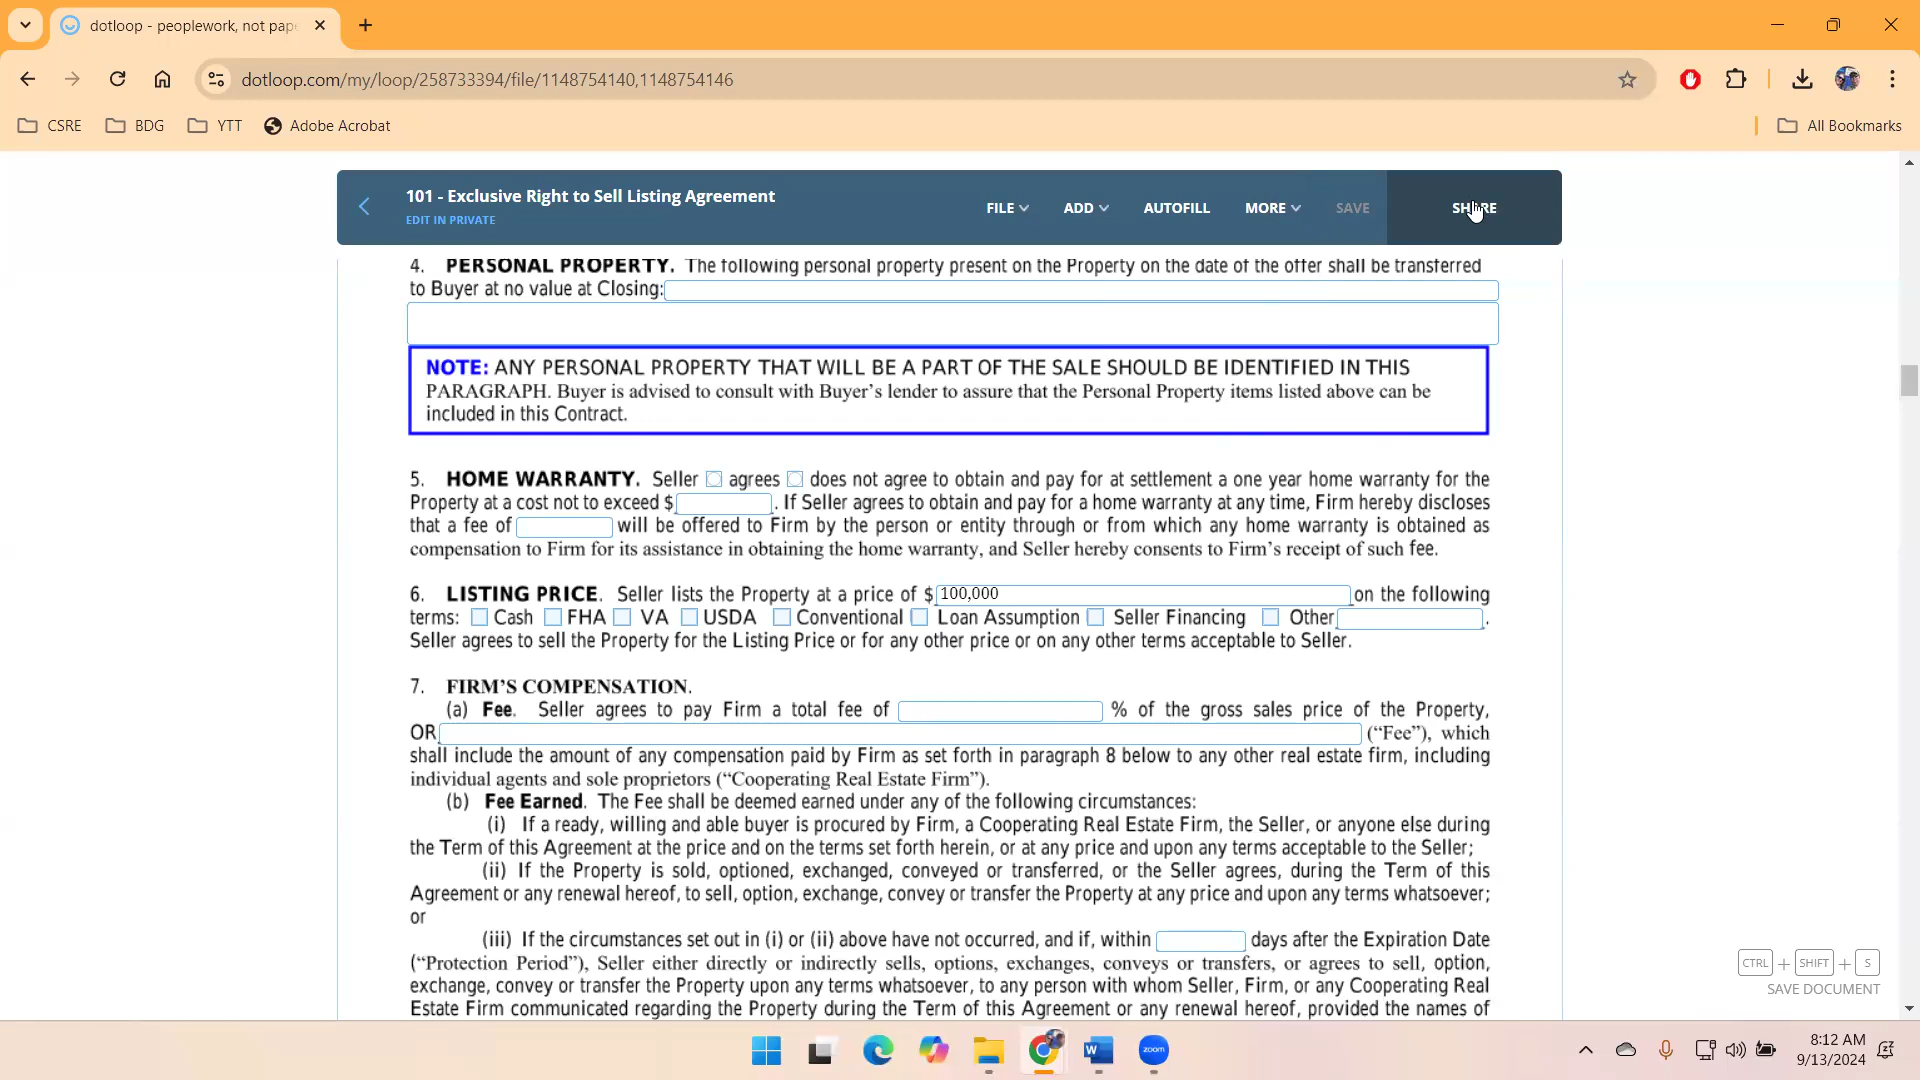 dotloop - peoplework, not pap
dotloop.com/my/loop/258733394/file/1148754140,1148754146
CSRE BDG YTT Adobe Acrobat All Bookmarks
101 - Exclusive Right to Sell Listing Agreement
EDIT IN PRIVATE
FILE ADD AUTOFILL MORE SAVE SHARE
4. PERSONAL PROPERTY. The following personal property present on the Property on the date of the offer shall be transferred
to Buyer at no value at Closing:
NOTE: ANY PERSONAL PROPERTY THAT WILL BE A PART OF THE SALE SHOULD BE IDENTIFIED IN THIS
PARAGRAPH. Buyer is advised to consult with Buyer’s lender to assure that the Personal Property items listed above can be
included in this Contract.
5. HOME WARRANTY. Seller agrees does not agree to obtain and pay for at settlement a one year home warranty for the
Property at a cost not to exceed $ . If Seller agrees to obtain and pay for a home warranty at any time, Firm hereby discloses
that a fee of will be offered to Firm by the person or entity through or from which any home warranty is obtained as
compensation to Firm for its assistance in obtaining the home warranty, and Seller hereby consents to Firm’s receipt of such fee.
6. LISTING PRICE. Seller lists the Property at a price of $ 100,000 on the following
terms: Cash FHA VA USDA Conventional Loan Assumption Seller Financing Other .
Seller agrees to sell the Property for the Listing Price or for any other price or on any other terms acceptable to Seller.
7. FIRM’S COMPENSATION.
(a) Fee. Seller agrees to pay Firm a total fee of % of the gross sales price of the Property,
OR (“Fee”), which
shall include the amount of any compensation paid by Firm as set forth in paragraph 8 below to any other real estate firm, including
individual agents and sole proprietors (“Cooperating Real Estate Firm”).
(b) Fee Earned. The Fee shall be deemed earned under any of the following circumstances:
(i) If a ready, willing and able buyer is procured by Firm, a Cooperating Real Estate Firm, the Seller, or anyone else during
the Term of this Agreement at the price and on the terms set forth herein, or at any price and upon any terms acceptable to the Seller;
(ii) If the Property is sold, optioned, exchanged, conveyed or transferred, or the Seller agrees, during the Term of this
Agreement or any renewal hereof, to sell, option, exchange, convey or transfer the Property at any price and upon any terms whatsoever;
or
(iii) If the circumstances set out in (i) or (ii) above have not occurred, and if, within days after the Expiration Date
(“Protection Period”), Seller either directly or indirectly sells, options, exchanges, conveys or transfers, or agrees to sell, option,
exchange, convey or transfer the Property upon any terms whatsoever, to any person with whom Seller, Firm, or any Cooperating Real
Estate Firm communicated regarding the Property during the Term of this Agreement or any renewal hereof, provided the names of
CTRL + SHIFT + S
SAVE DOCUMENT
zoom
8:12 AM
9/13/2024